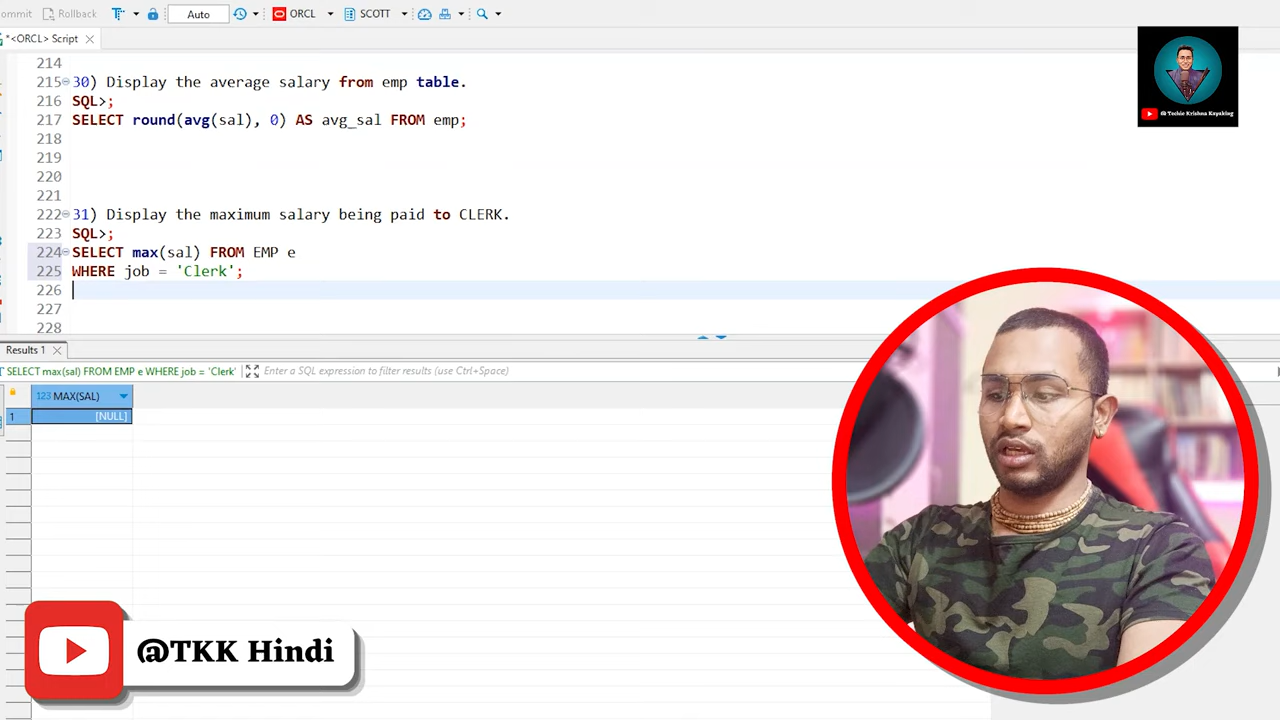 ommit Rollback Auto ORCL SCOTT
*<ORCL> Script
214
215 30) Display the average salary from emp table.
216 SQL>;
217 SELECT round(avg(sal), 0) AS avg_sal FROM emp;
218
219
220
221
222 31) Display the maximum salary being paid to CLERK.
223 SQL>;
224 SELECT max(sal) FROM EMP e
225 WHERE job = 'Clerk';
226
227
228
@Techie Krishna Kayaking
Results 1
SELECT max(sal) FROM EMP e WHERE job = 'Clerk' Enter a SQL expression to filter results (use Ctrl+Space)
123 MAX(SAL)
1 [NULL]
@TKK Hindi